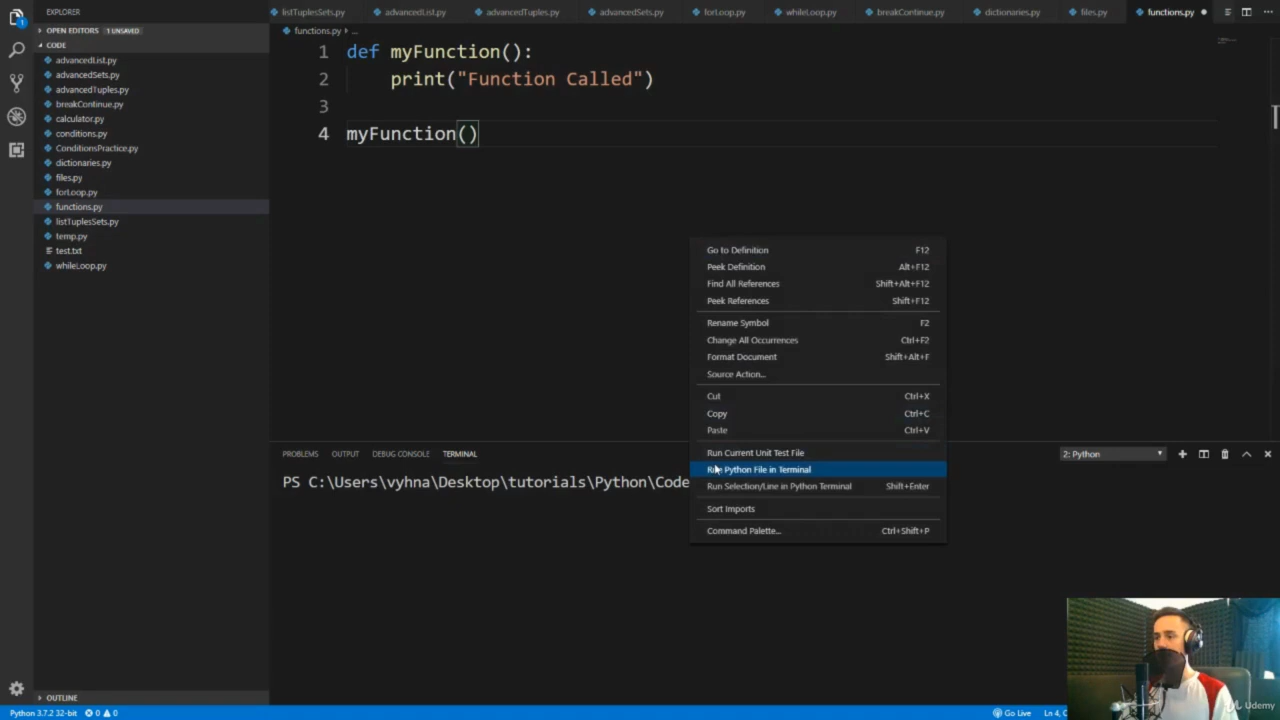 EXPLORER
listTuplesSets.py
advancedList.py
advancedTuples.py
advancedSets.py
forLoop.py
whileLoop.py
breakContinue.py
dictionaries.py
files.py
functions.py
1
OPEN EDITORS 1 UNSAVED
CODE
advancedList.py
advancedSets.py
advancedTuples.py
breakContinue.py
calculator.py
conditions.py
ConditionsPractice.py
dictionaries.py
files.py
forLoop.py
functions.py
listTuplesSets.py
temp.py
test.txt
whileLoop.py
OUTLINE
functions.py > ...
1 def myFunction():
2 print("Function Called")
3
4 myFunction()
Go to Definition F12
Peek Definition Alt+F12
Find All References Shift+Alt+F12
Peek References Shift+F12
Rename Symbol F2
Change All Occurrences Ctrl+F2
Format Document Shift+Alt+F
Source Action...
Cut Ctrl+X
Copy Ctrl+C
Paste Ctrl+V
Run Current Unit Test File
Run Python File in Terminal
Run Selection/Line in Python Terminal Shift+Enter
Sort Imports
Command Palette... Ctrl+Shift+P
PROBLEMS OUTPUT DEBUG CONSOLE TERMINAL 2: Python
PS C:\Users\vyhna\Desktop\tutorials\Python\Code
Udemy
Python 3.7.2 32-bit 0 0 Go Live Ln 4,